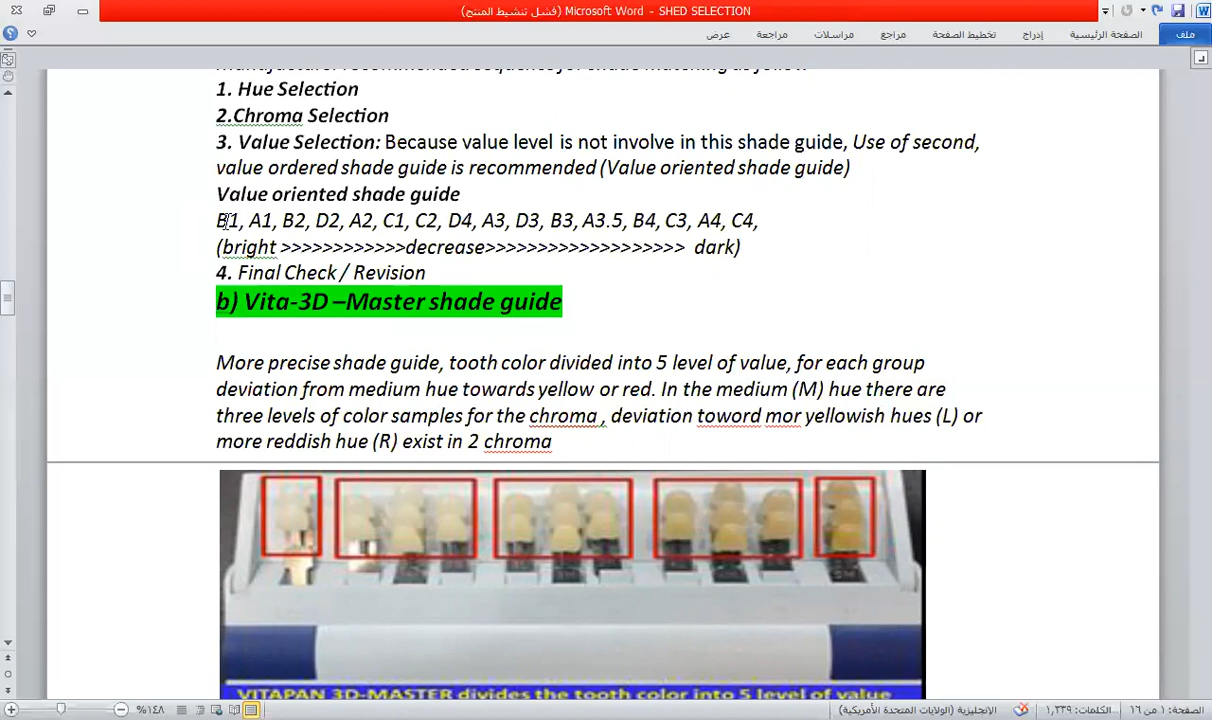 SHED SELECTION - Microsoft Word (فشل تنشيط المنتج)
ملف
الصفحة الرئيسية
إدراج
تخطيط الصفحة
مراجع
مراسلات
مراجعة
عرض
1. Hue Selection
2.Chroma Selection
3. Value Selection: Because value level is not involve in this shade guide, Use of second,
value ordered shade guide is recommended (Value oriented shade guide)
Value oriented shade guide
B1, A1, B2, D2, A2, C1, C2, D4, A3, D3, B3, A3.5, B4, C3, A4, C4,
(bright >>>>>>>>>>>>decrease>>>>>>>>>>>>>>>>>>> dark)
4. Final Check / Revision
b) Vita-3D –Master shade guide
More precise shade guide, tooth color divided into 5 level of value, for each group
deviation from medium hue towards yellow or red. In the medium (M) hue there are
three levels of color samples for the chroma , deviation toword mor yellowish hues (L) or
more reddish hue (R) exist in 2 chroma
VITAPAN 3D-MASTER divides the tooth color into 5 level of value
الصفحة: ١ من ١٦
الكلمات: ١,٣٣٩
الإنجليزية (الولايات المتحدة الأمريكية)
%١٤٨